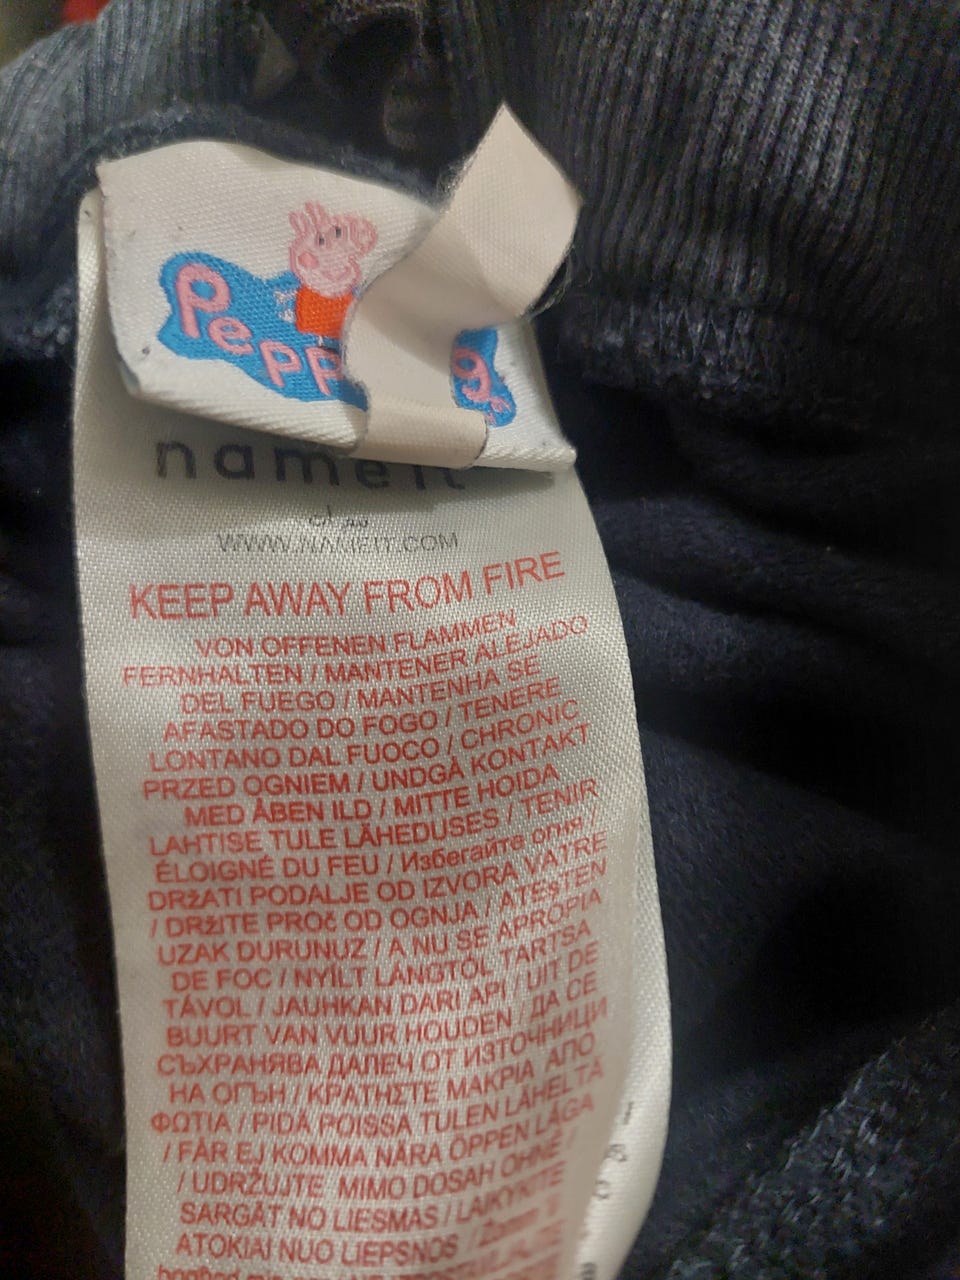 Pepp
nameit
نيم إت
WWW.NAMEIT.COM
KEEP AWAY FROM FIRE
VON OFFENEN FLAMMEN
FERNHALTEN / MANTENER ALEJADO
DEL FUEGO / MANTENHA SE
AFASTADO DO FOGO / TENERE
LONTANO DAL FUOCO / CHRONIC
PRZED OGNIEM / UNDGÅ KONTAKT
MED ÅBEN ILD / MITTE HOIDA
LAHTISE TULE LÄHEDUSES / TENIR
ÉLOIGNÉ DU FEU / Избегайте огня /
DRžATI PODALJE OD IZVORA VATRE
/ DRžITE PROč OD OGNJA / ATEŞTEN
UZAK DURUNUZ / A NU SE APROPIA
DE FOC / NYÍLT LÁNGTÓL TARTSA
TÁVOL / JAUHKAN DARI API / UIT DE
BUURT VAN VUUR HOUDEN / ДА СЕ
СЪХРАНЯВА ДАЛЕЧ ОТ ИЗТОЧНИЦИ
НА ОГЪН / ΚΡΑΤΗΣΤΕ ΜΑΚΡΙΑ ΑΠΟ
ΦΩΤΙΑ / PIDÄ POISSA TULEN LÄHELTÄ
/ FÅR EJ KOMMA NÄRA ÖPPEN LÅGA
/ UDRŽUJTE MIMO DOSAH OHNĚ /
SARGĀT NO LIESMAS / LAIKYKITE
ATOKIAI NUO LIEPSNOS /